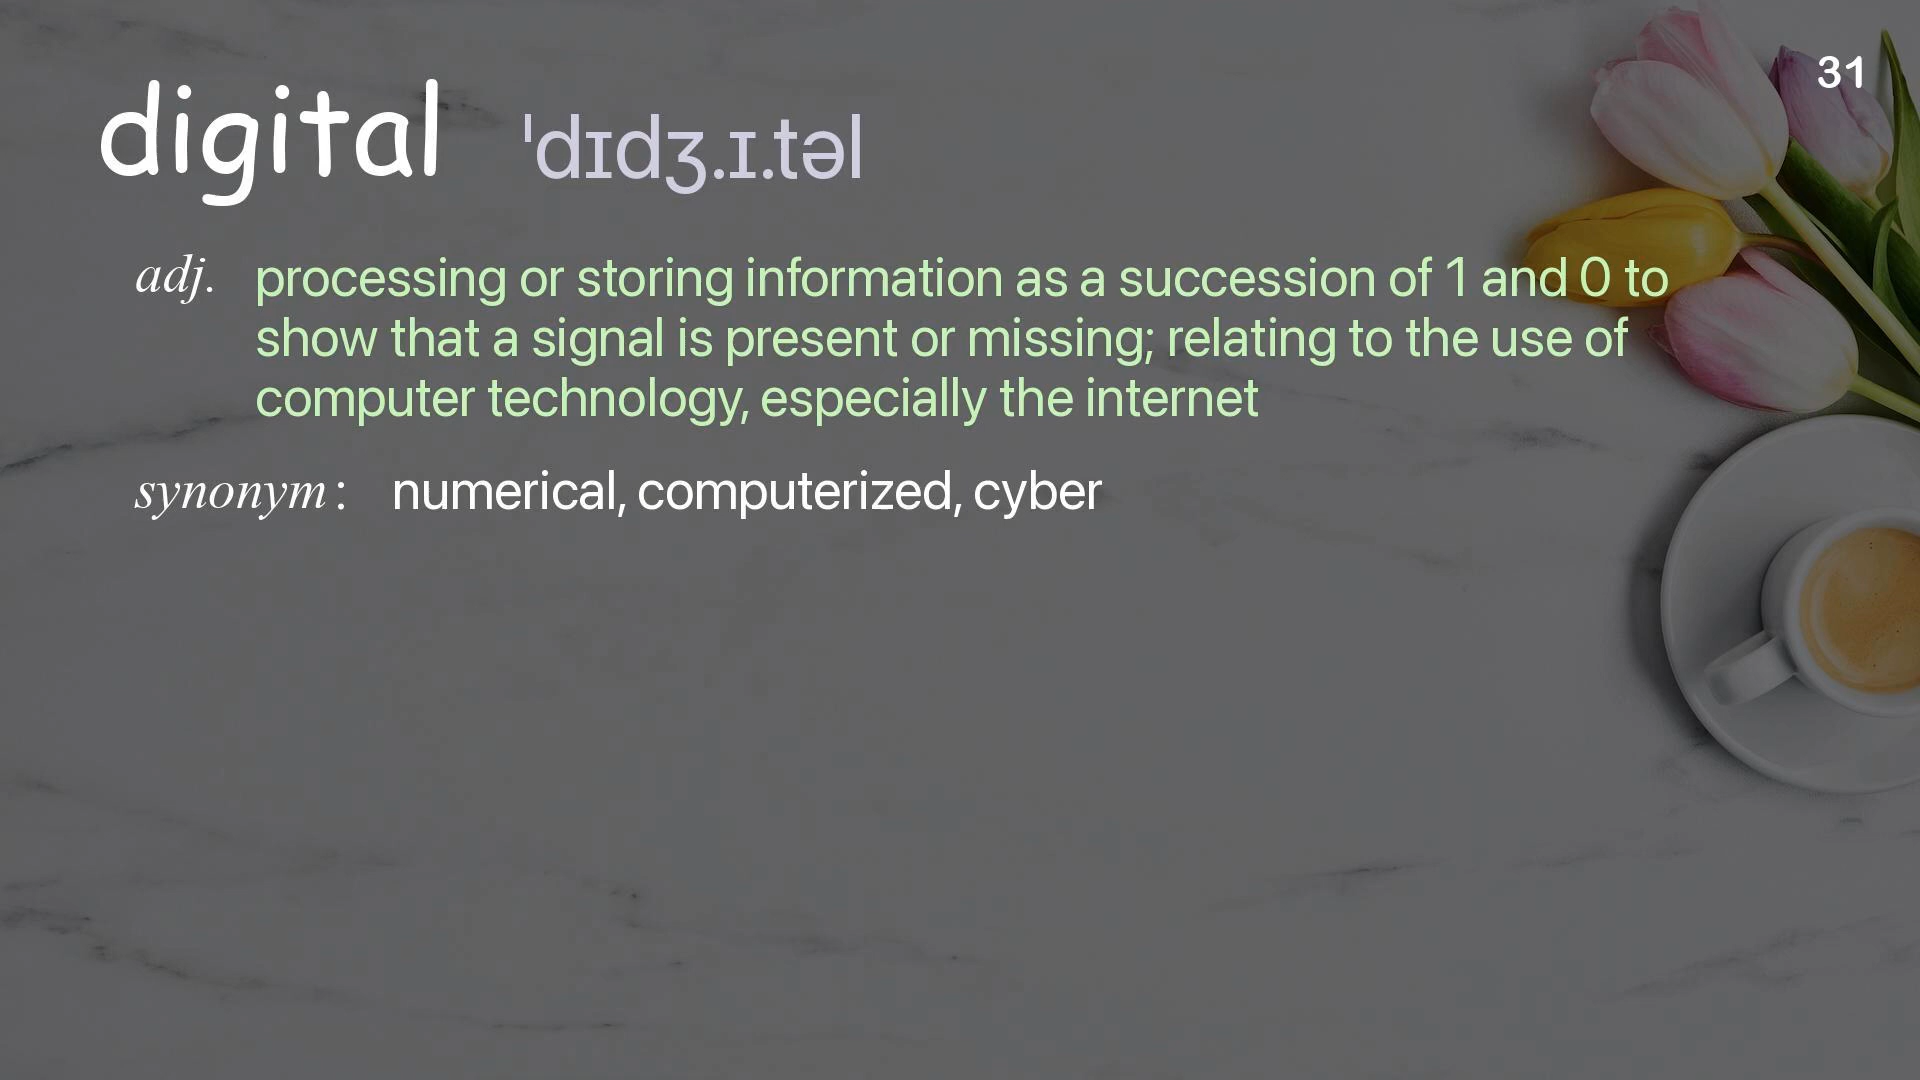 31
digital ˈdɪdʒ.ɪ.təl
adj. processing or storing information as a succession of 1 and 0 to
show that a signal is present or missing; relating to the use of
computer technology, especially the internet
synonym : numerical, computerized, cyber